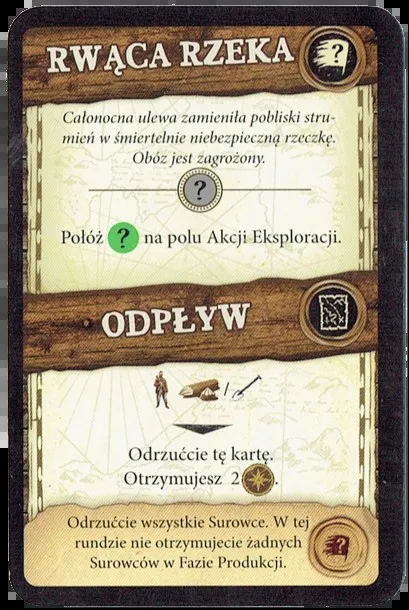 RWĄCA RZEKA
?
Całonocna ulewa zamieniła pobliski stru-
mień w śmiertelnie niebezpieczną rzeczkę.
Obóz jest zagrożony.
?
Połóż ? na polu Akcji Eksploracji.
ODPŁYW
/
Odrzućcie tę kartę.
Otrzymujesz 2 .
Odrzućcie wszystkie Surowce. W tej
rundzie nie otrzymujecie żadnych
Surowców w Fazie Produkcji.
?